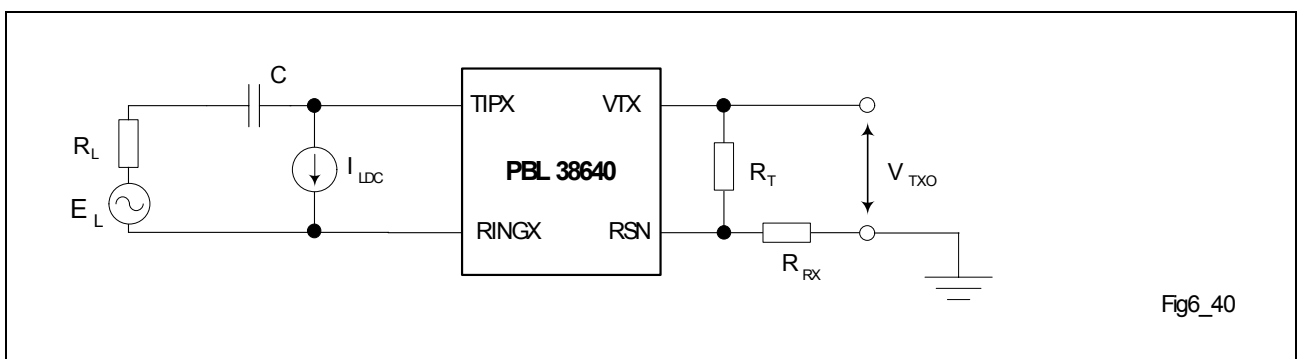 C
TIPX
VTX
R L
I LDC
PBL 38640
R T
V TXO
E L
RINGX
RSN
R RX
Fig6_40